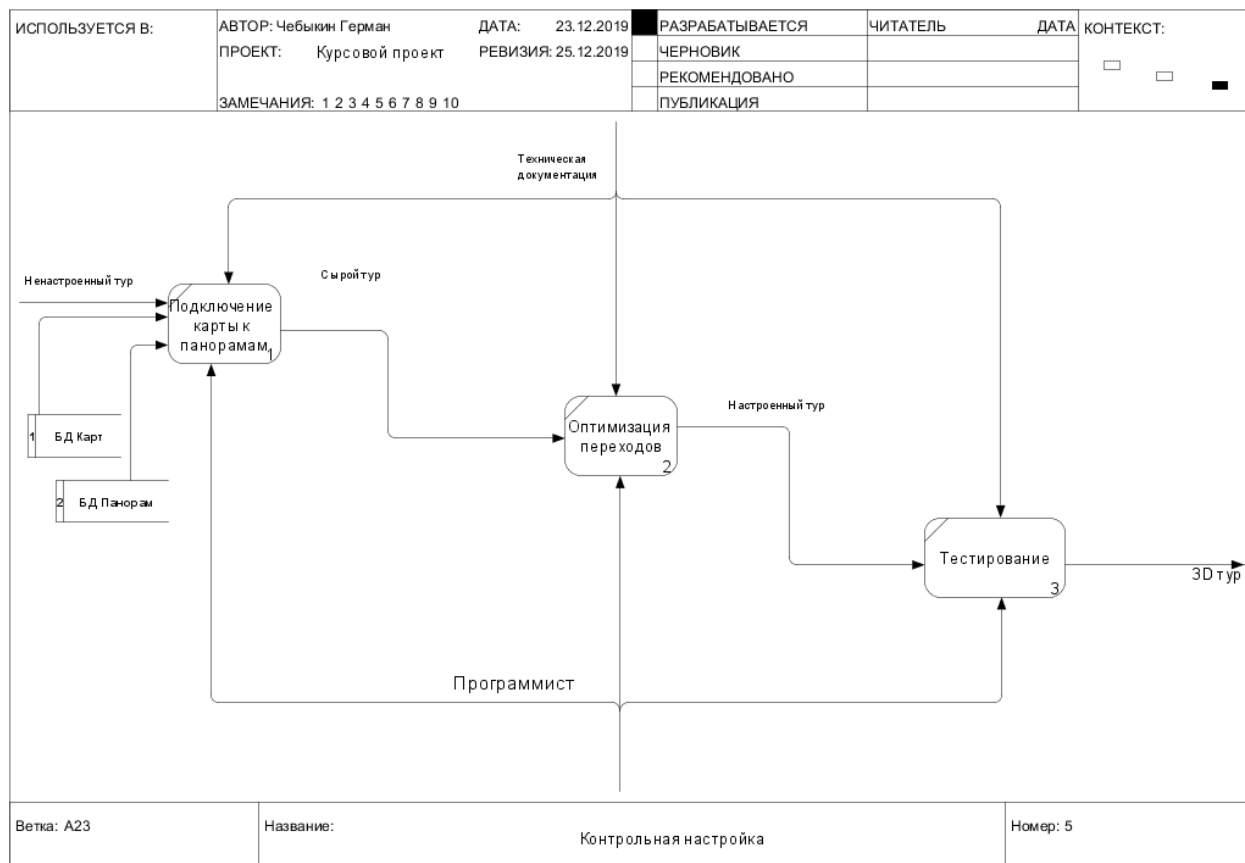 ИСПОЛЬЗУЕТСЯ В:
АВТОР: Чебыкин Герман
ДАТА: 23.12.2019
ПРОЕКТ: Курсовой проект
РЕВИЗИЯ: 25.12.2019
ЗАМЕЧАНИЯ: 1 2 3 4 5 6 7 8 9 10
РАЗРАБАТЫВАЕТСЯ
ЧЕРНОВИК
РЕКОМЕНДОВАНО
ПУБЛИКАЦИЯ
ЧИТАТЕЛЬ ДАТА
КОНТЕКСТ:
Техническая
документация
Ненастроенный тур
Сырой тур
Подключение
карты к
панорамам
1
1 БД Карт
2 БД Панорам
Оптимизация
переходов
2
Настроенный тур
Тестирование
3
3D тур
Программист
Ветка: A23
Название:
Контрольная настройка
Номер: 5